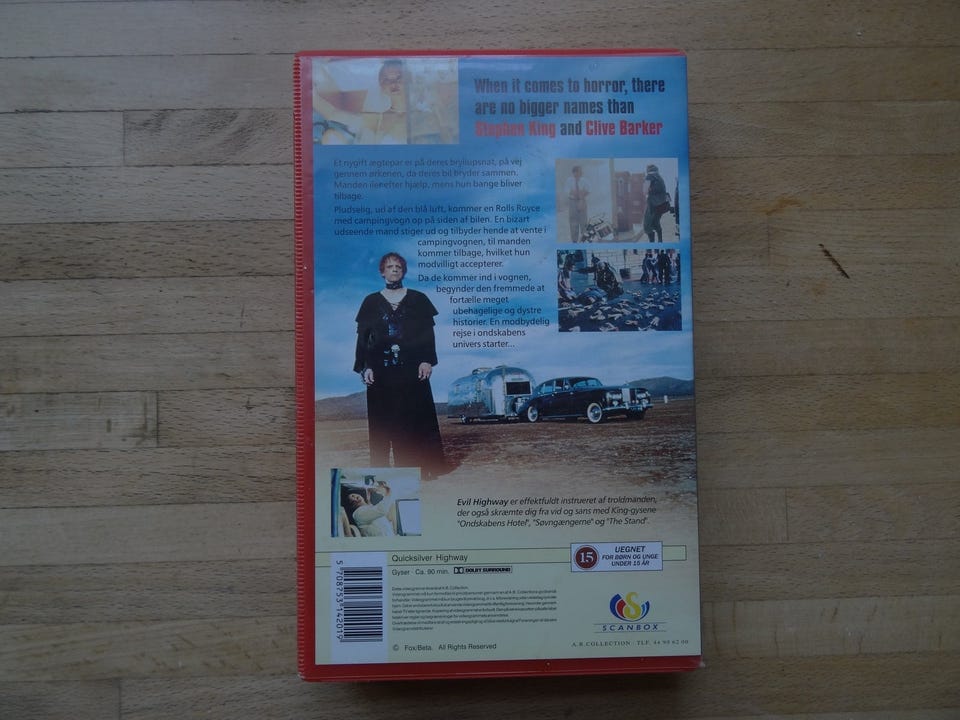 When it comes to horror, there
are no bigger names than
Stephen King and Clive Barker
Et nygift ægtepar er på deres bryllupsnat, på vej
gennem ørkenen, da deres bil bryder sammen.
Manden iler efter hjælp, mens hun bange bliver
tilbage.
Pludselig, ud af den blå luft, kommer en Rolls Royce
med campingvogn op på siden af bilen. En bizart
udseende mand stiger ud og tilbyder hende at vente i
campingvognen, til manden
kommer tilbage, hvilket hun
modvilligt accepterer.
Da de kommer ind i vognen,
begynder den fremmede at
fortælle meget
ubehagelige og dystre
historier. En modbydelig
rejse i ondskabens
univers starter...
Evil Highway er effektfuldt instrueret af troldmanden,
der også skræmte dig fra vid og sans med King-gysene
"Ondskabens Hotel", "Søvngængerne" og "The Stand".
Quicksilver Highway
Gyser · Ca. 90 min. DOLBY SURROUND
15 UEGNET
FOR BØRN OG UNGE
UNDER 15 ÅR
5 708753 142019
SCANBOX
A.B. COLLECTION · TLF. 44 98 62 00
© Fox/Beta. All Rights Reserved